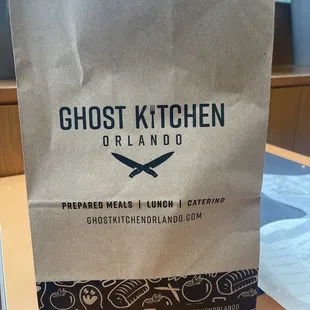 GHOST KITCHEN
ORLANDO
PREPARED MEALS | LUNCH | CATERING
GHOSTKITCHENORLANDO.COM